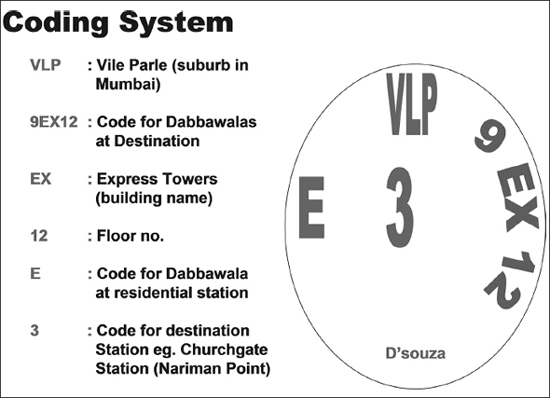 Coding System
VLP : Vile Parle (suburb in
Mumbai)
9EX12 : Code for Dabbawalas
at Destination
EX : Express Towers
(building name)
12 : Floor no.
E : Code for Dabbawala
at residential station
3 : Code for destination
Station eg. Churchgate
Station (Nariman Point)
VLP
9 EX 12
E
3
D'souza